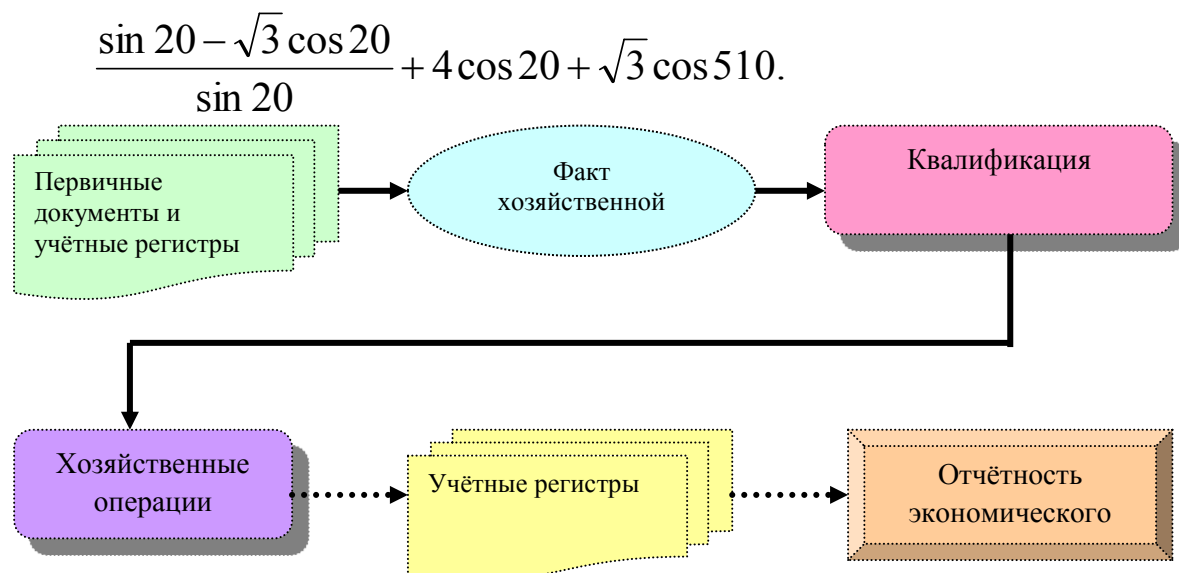 sin 20 − √3 cos 20
sin 20
+ 4 cos 20 + √3 cos 510.
Первичные
документы и
учётные регистры
Факт
хозяйственной
Квалификация
Хозяйственные
операции
Учётные регистры
Отчётность
экономического